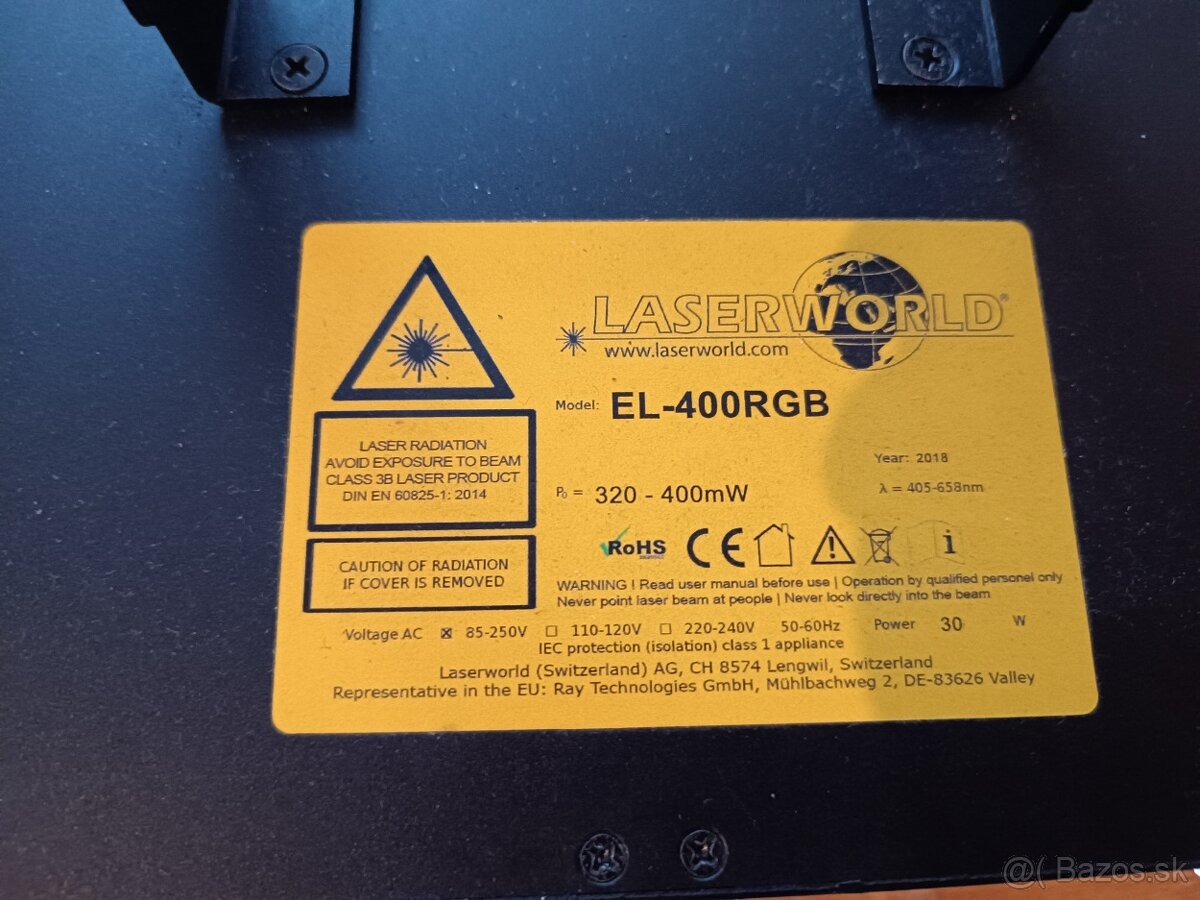 LASERWORLD®
www.laserworld.com
Model: EL-400RGB
LASER RADIATION
AVOID EXPOSURE TO BEAM
CLASS 3B LASER PRODUCT
DIN EN 60825-1: 2014
Year: 2018
P₀ = 320 - 400mW
λ = 405-658nm
CAUTION OF RADIATION
IF COVER IS REMOVED
RoHS CE i
WARNING ! Read user manual before use | Operation by qualified personel only
Never point laser beam at people | Never look directly into the beam
Voltage AC ☒ 85-250V ☐ 110-120V ☐ 220-240V 50-60Hz Power 30 W
IEC protection (isolation) class 1 appliance
Laserworld (Switzerland) AG, CH 8574 Lengwil, Switzerland
Representative in the EU: Ray Technologies GmbH, Mühlbachweg 2, DE-83626 Valley
@( Bazos.sk